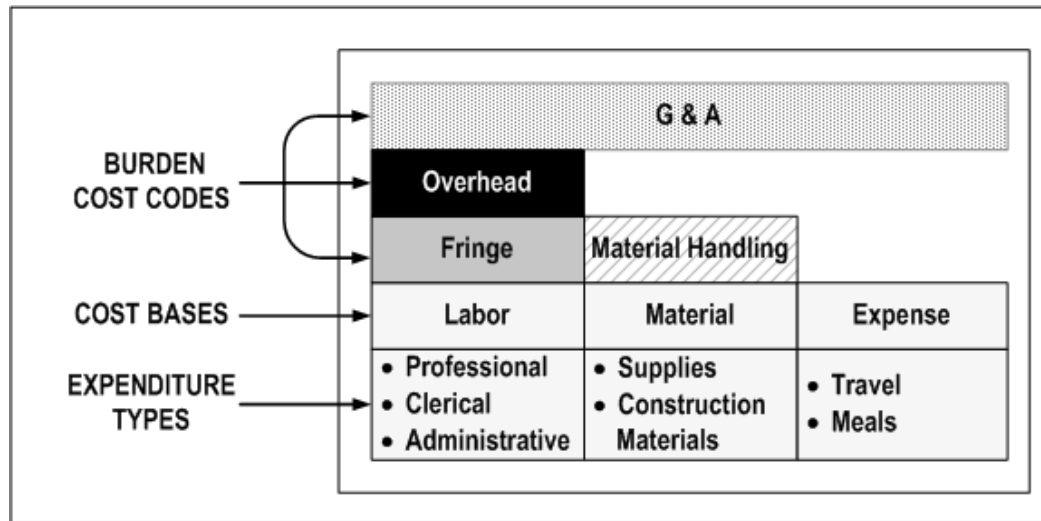 G & A
BURDEN
COST CODES
Overhead
Fringe
Material Handling
COST BASES
Labor
Material
Expense
EXPENDITURE
TYPES
• Professional
• Clerical
• Administrative
• Supplies
• Construction
Materials
• Travel
• Meals